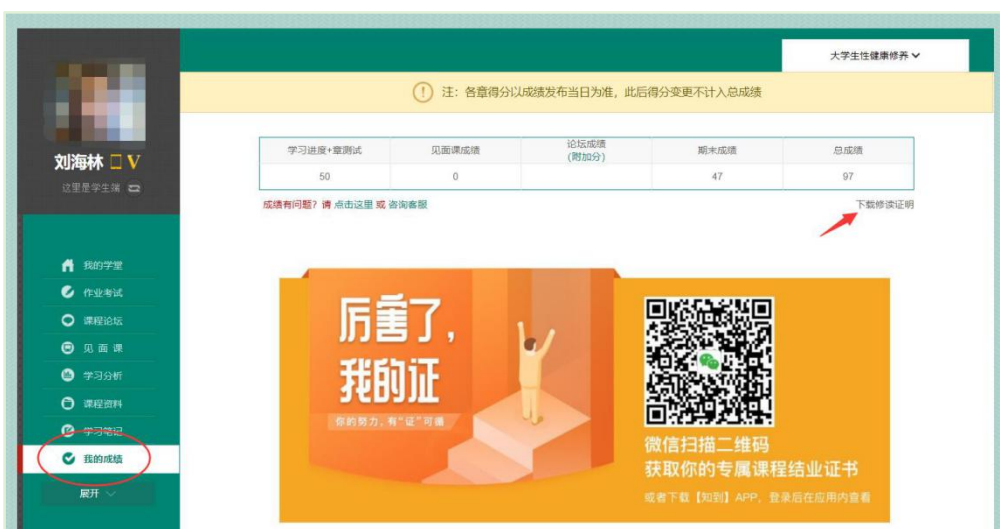 大学生性健康修养
注：各章得分以成绩发布当日为准，此后得分变更不计入总成绩
刘海林 V
这里是学生端
学习进度+章测试 见面课成绩 论坛成绩 期末成绩 总成绩
(附加分)
50 0 47 97
成绩有问题？请 点击这里 或 咨询客服
下载修读证明
我的学堂
作业考试
课程论坛
见 面 课
学习分析
课程资料
学习笔记
我的成绩
展开
厉害了，
我的证
你的努力，有“证”可循
微信扫描二维码
获取你的专属课程结业证书
或者下载【知到】APP，登录后在应用内查看